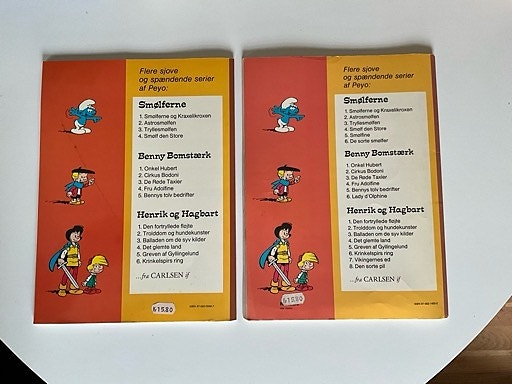 Flere sjove
og spændende serier
af Peyo:
Smølferne
1. Smølferne og Kraxelikroxen
2. Astrosmølfen
3. Tryllesmølfen
4. Smølf den Store
Benny Bomstærk
1. Onkel Hubert
2. Cirkus Bodoni
3. De Røde Taxier
4. Fru Adolfine
5. Bennys tolv bedrifter
Henrik og Hagbart
1. Den fortryllede fløjte
2. Trolddom og hundekunster
3. Balladen om de syv kilder
4. Det glemte land
5. Greven af Gyllingelund
6. Krinkelspils ring
...fra CARLSEN if
Flere sjove
og spændende serier
af Peyo:
Smølferne
1. Smølferne og Kraxelikroxen
2. Astrosmølfen
3. Tryllesmølfen
4. Smølf den Store
5. Smølfine
6. De sorte smølfer
Benny Bomstærk
1. Onkel Hubert
2. Cirkus Bodoni
3. De Røde Taxier
4. Fru Adolfine
5. Bennys tolv bedrifter
6. Lady d'Olphine
Henrik og Hagbart
1. Den fortryllede fløjte
2. Trolddom og hundekunster
3. Balladen om de syv kilder
4. Det glemte land
5. Greven af Gyllingelund
6. Krinkelspils ring
7. Vikingernes ed
8. Den sorte pil
...fra CARLSEN if